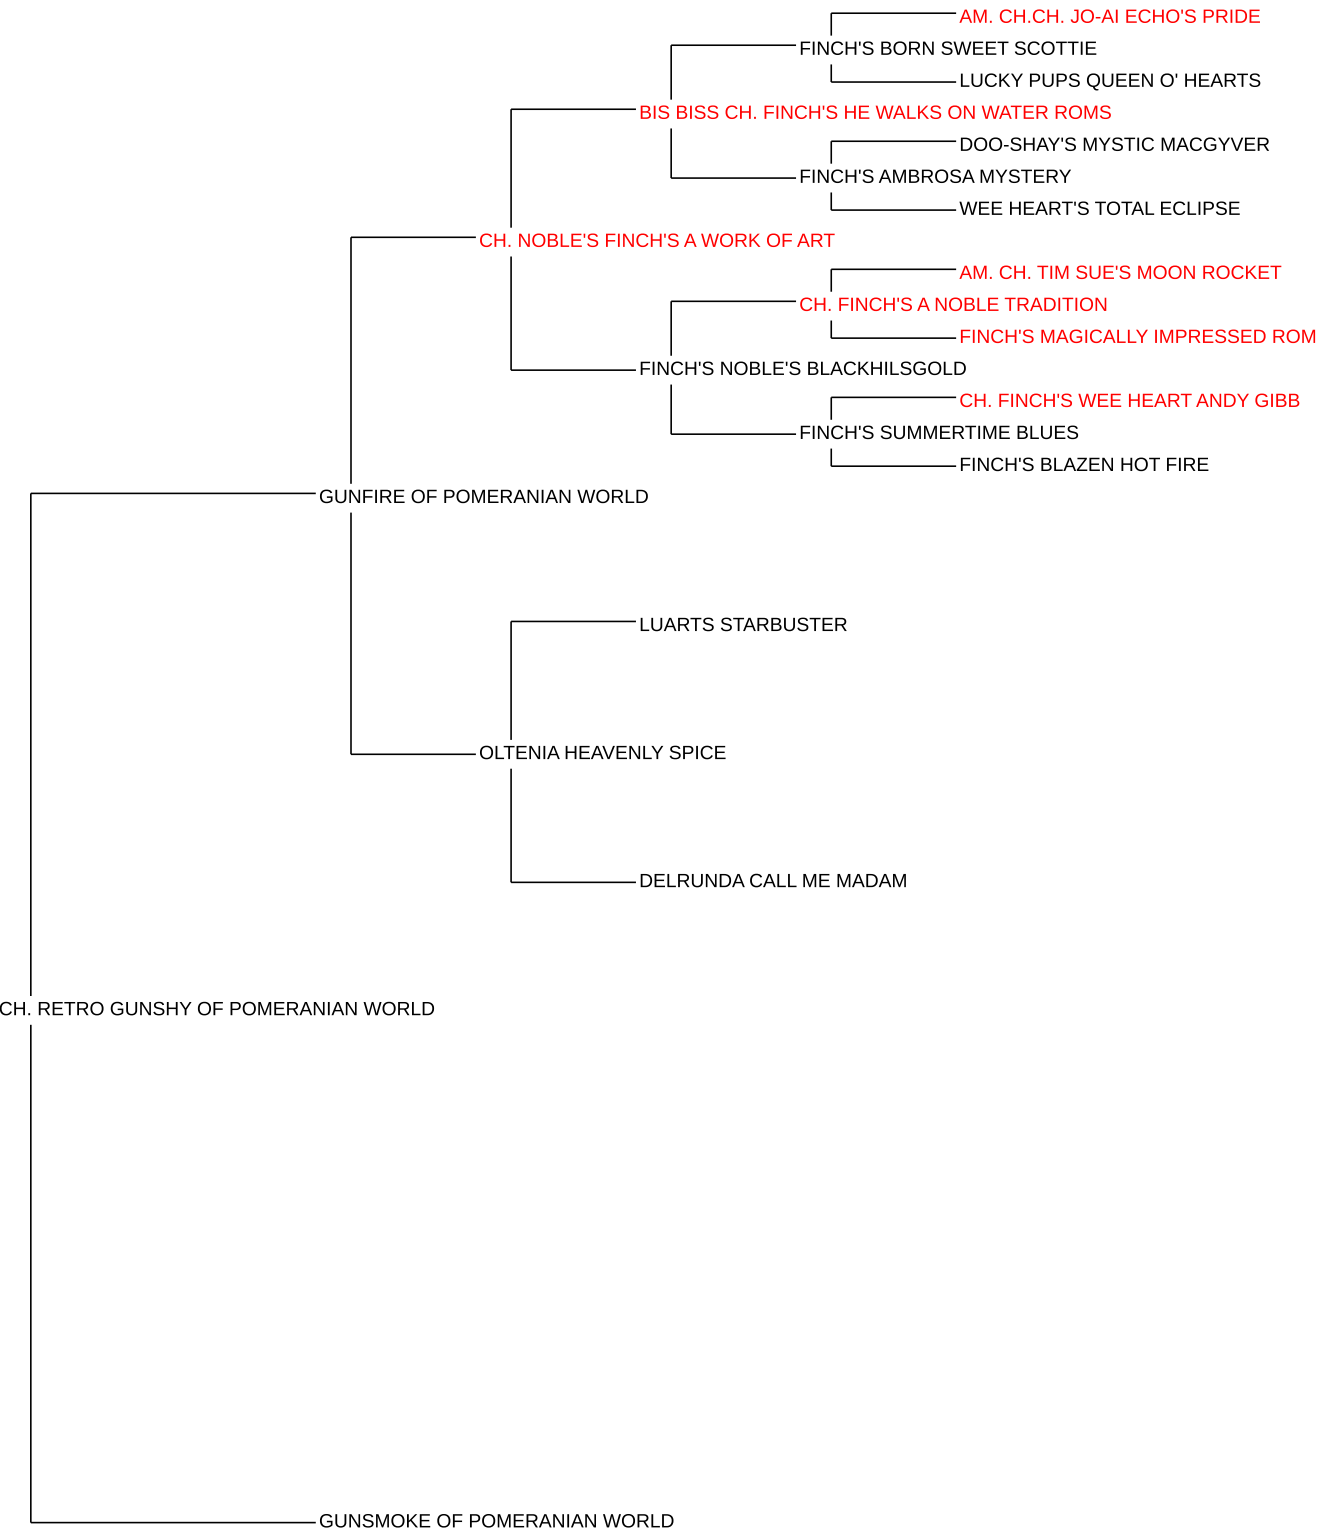 AM. CH.CH. JO-AI ECHO'S PRIDE
FINCH'S BORN SWEET SCOTTIE
LUCKY PUPS QUEEN O' HEARTS
BIS BISS CH. FINCH'S HE WALKS ON WATER ROMS
DOO-SHAY'S MYSTIC MACGYVER
FINCH'S AMBROSA MYSTERY
WEE HEART'S TOTAL ECLIPSE
CH. NOBLE'S FINCH'S A WORK OF ART
AM. CH. TIM SUE'S MOON ROCKET
CH. FINCH'S A NOBLE TRADITION
FINCH'S MAGICALLY IMPRESSED ROM
FINCH'S NOBLE'S BLACKHILSGOLD
CH. FINCH'S WEE HEART ANDY GIBB
FINCH'S SUMMERTIME BLUES
FINCH'S BLAZEN HOT FIRE
GUNFIRE OF POMERANIAN WORLD
LUARTS STARBUSTER
OLTENIA HEAVENLY SPICE
DELRUNDA CALL ME MADAM
CH. RETRO GUNSHY OF POMERANIAN WORLD
GUNSMOKE OF POMERANIAN WORLD